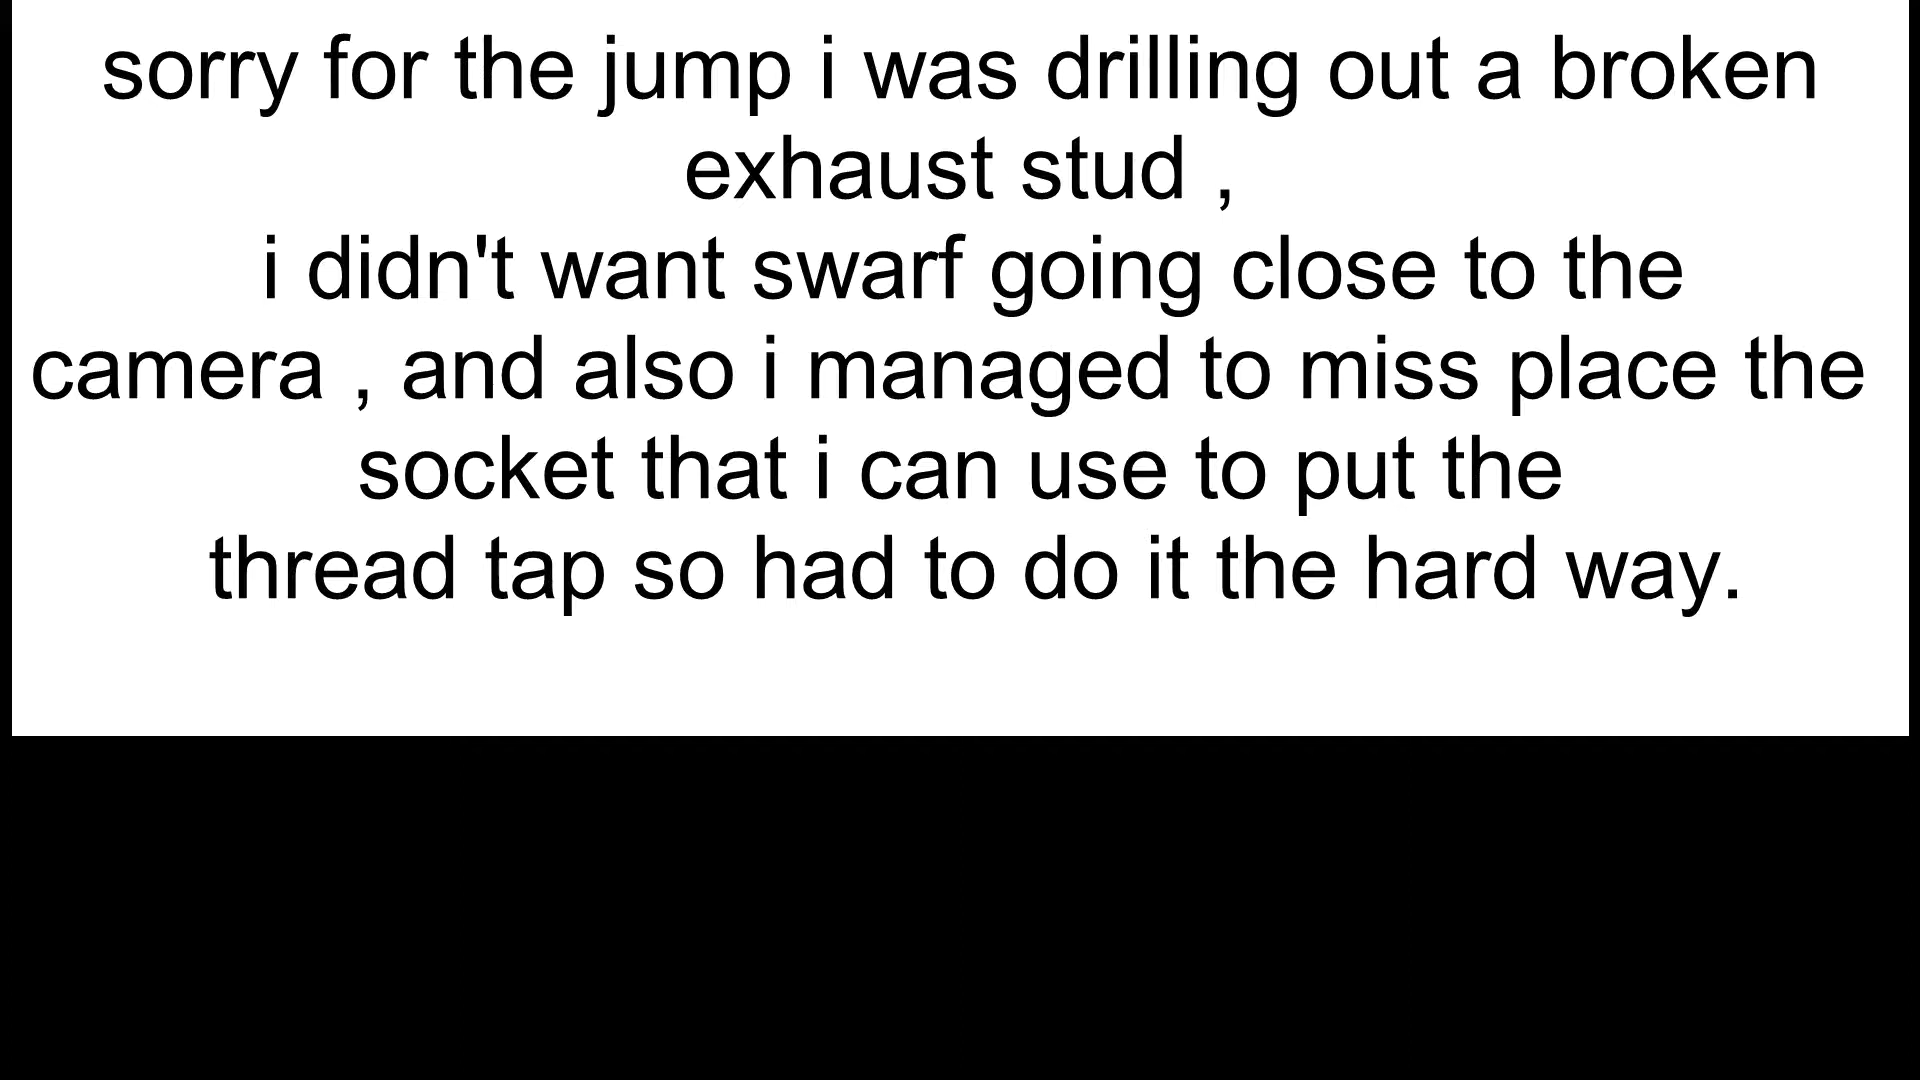 sorry for the jump i was drilling out a broken
exhaust stud ,
i didn't want swarf going close to the
camera , and also i managed to miss place the
socket that i can use to put the
thread tap so had to do it the hard way.